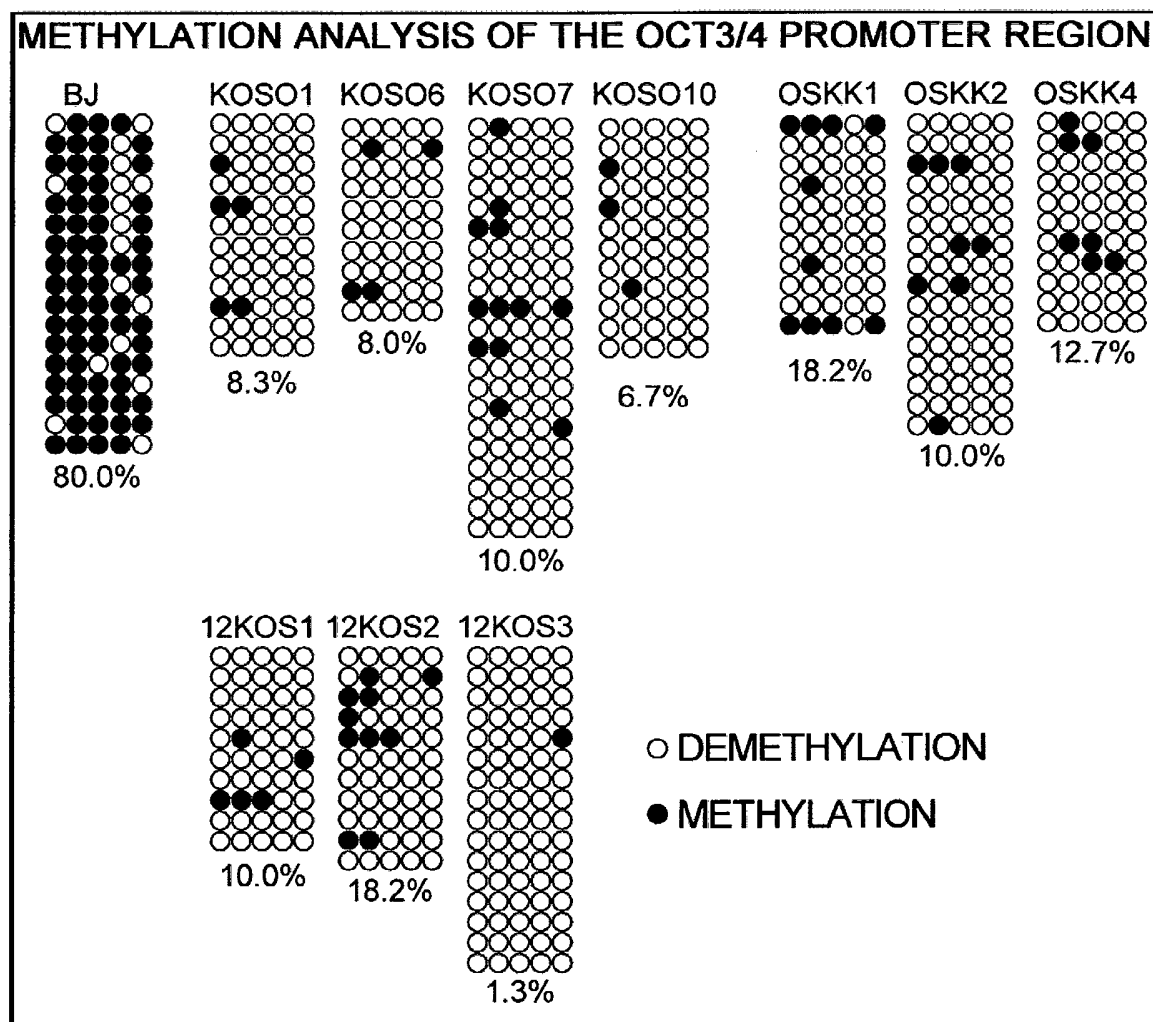 METHYLATION ANALYSIS OF THE OCT3/4 PROMOTER REGION
BJ
80.0%
KOSO1
8.3%
KOSO6
8.0%
KOSO7
10.0%
KOSO10
6.7%
OSKK1
18.2%
OSKK2
10.0%
OSKK4
12.7%
12KOS1
10.0%
12KOS2
18.2%
12KOS3
1.3%
DEMETHYLATION
METHYLATION